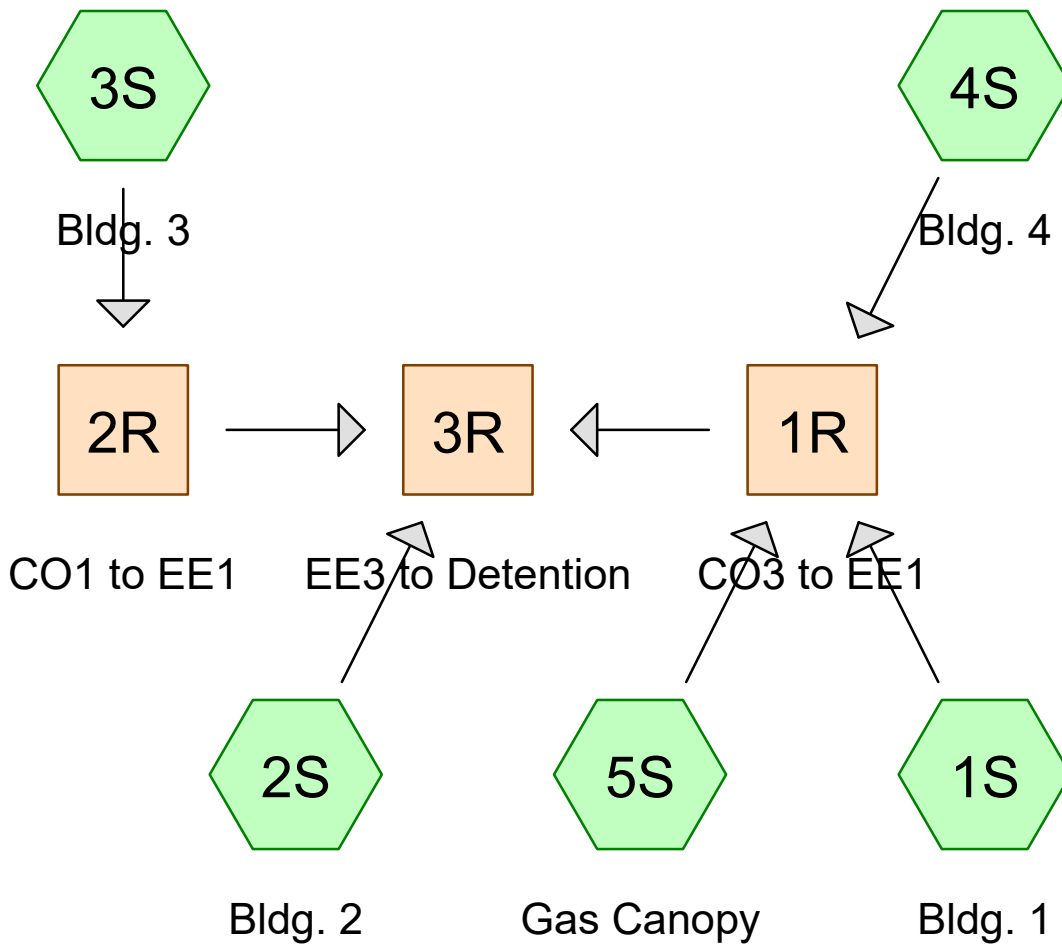 3S
4S
Bldg. 3
Bldg. 4
2R
3R
1R
CO1 to EE1
EE3 to Detention
CO3 to EE1
2S
5S
1S
Bldg. 2
Gas Canopy
Bldg. 1